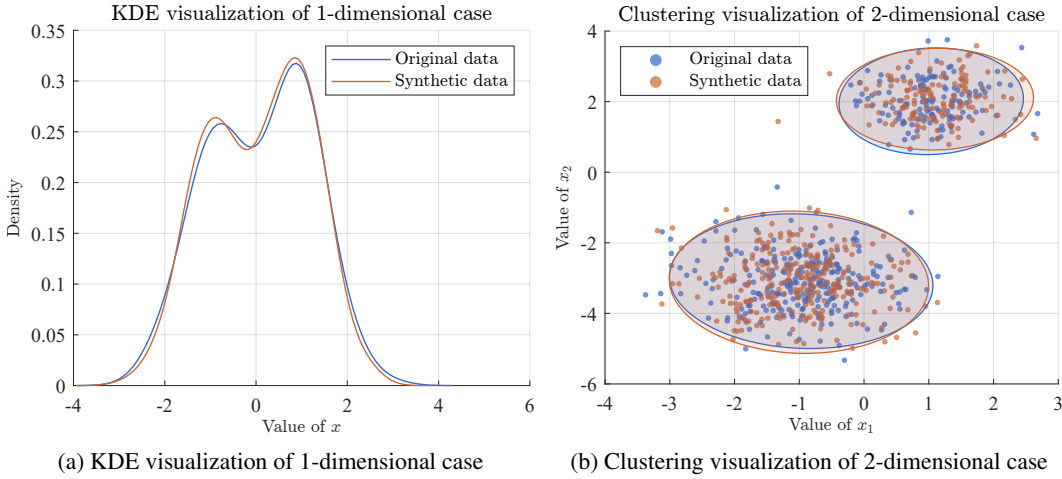 KDE visualization of 1-dimensional case
0.35
0.3
0.25
0.2
0.15
0.1
0.05
0
Density
-4
-2
0
2
4
6
Value of x
Original data
Synthetic data
(a) KDE visualization of 1-dimensional case
Clustering visualization of 2-dimensional case
4
2
0
-2
-4
-6
Value of x₂
-4
-3
-2
-1
0
1
2
3
Value of x₁
Original data
Synthetic data
(b) Clustering visualization of 2-dimensional case